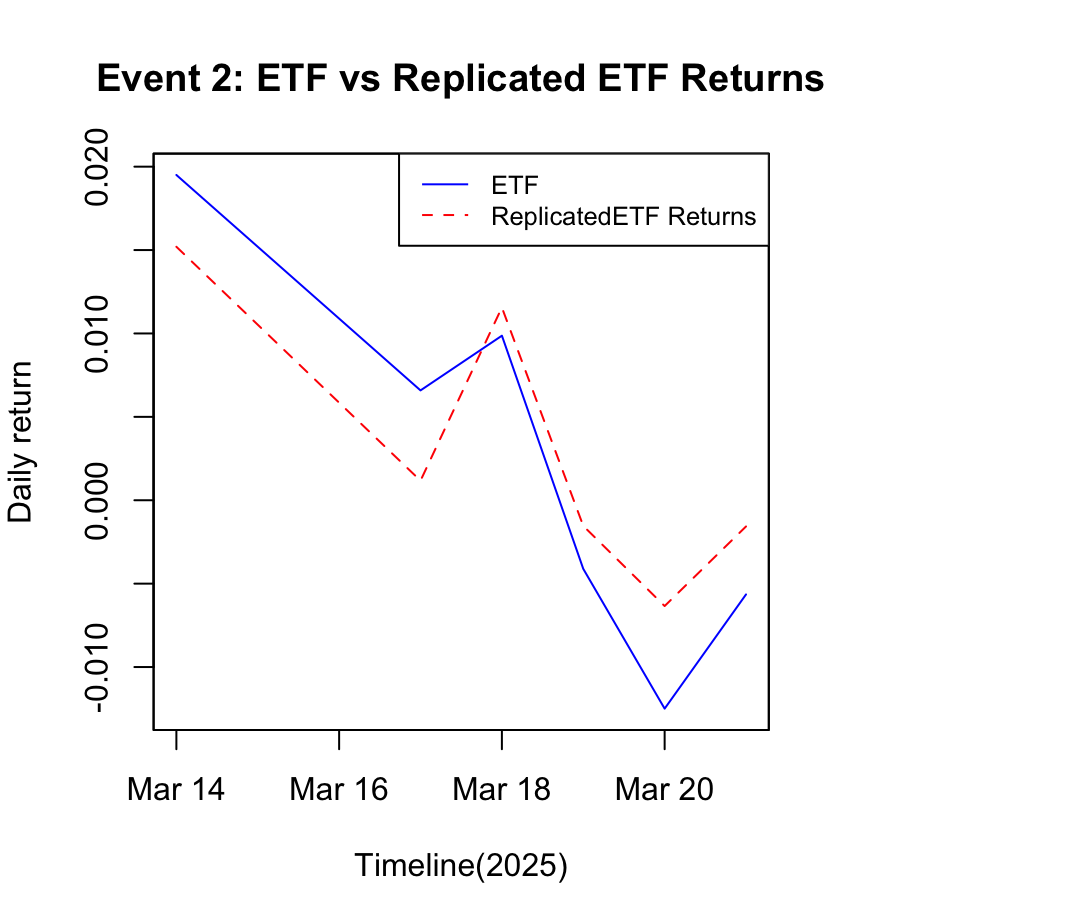 Event 2: ETF vs Replicated ETF Returns
ETF
ReplicatedETF Returns
Daily return
0.020
0.010
0.000
-0.010
Mar 14 Mar 16 Mar 18 Mar 20
Timeline(2025)